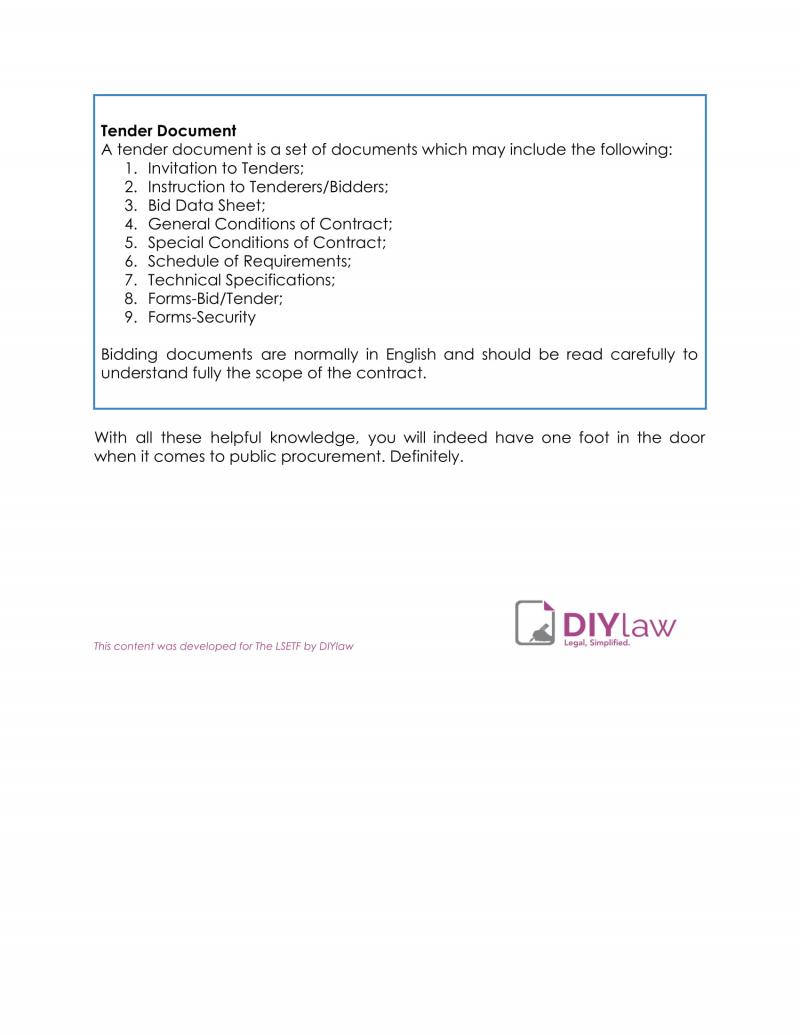 Tender Document
A tender document is a set of documents which may include the following:
1. Invitation to Tenders;
2. Instruction to Tenderers/Bidders;
3. Bid Data Sheet;
4. General Conditions of Contract;
5. Special Conditions of Contract;
6. Schedule of Requirements;
7. Technical Specifications;
8. Forms-Bid/Tender;
9. Forms-Security
Bidding documents are normally in English and should be read carefully to
understand fully the scope of the contract.
With all these helpful knowledge, you will indeed have one foot in the door
when it comes to public procurement. Definitely.
This content was developed for The LSETF by DIYlaw
DIYlaw
Legal, Simplified.